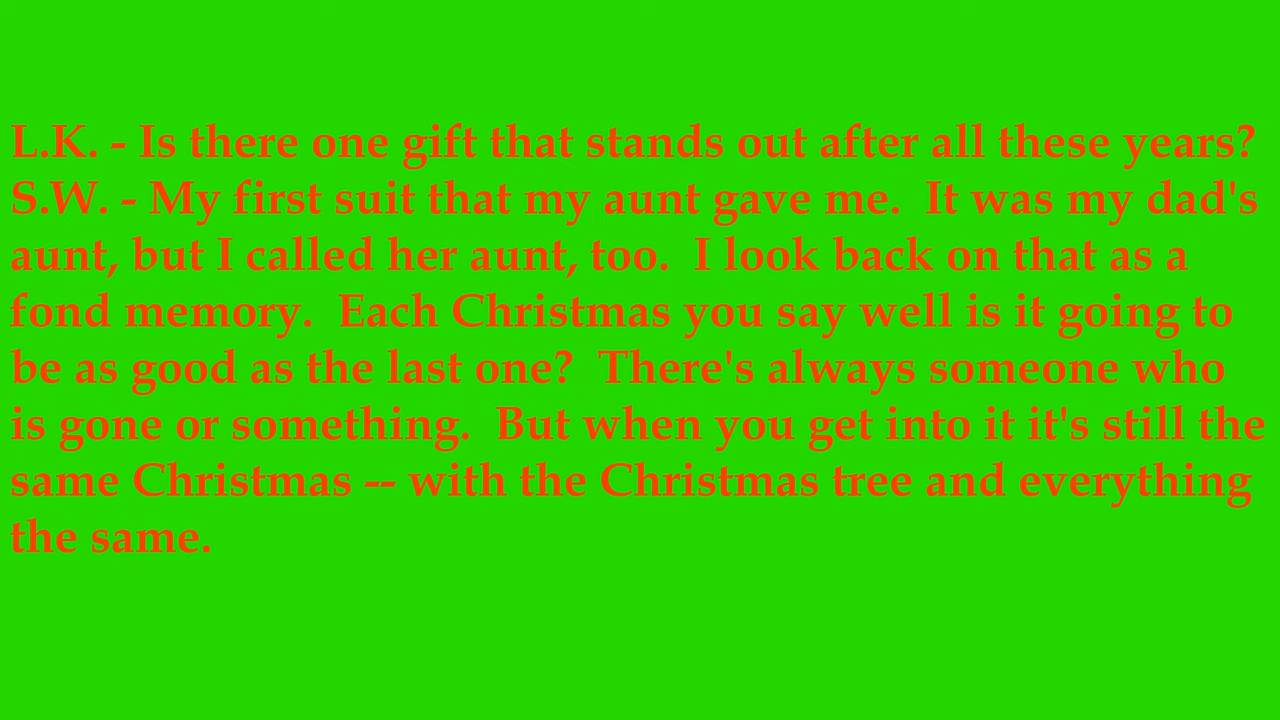 L.K. - Is there one gift that stands out after all these years?
S.W. - My first suit that my aunt gave me.  It was my dad's
aunt, but I called her aunt, too.  I look back on that as a
fond memory.  Each Christmas you say well is it going to
be as good as the last one?  There's always someone who
is gone or something.  But when you get into it it's still the
same Christmas -- with the Christmas tree and everything
the same.